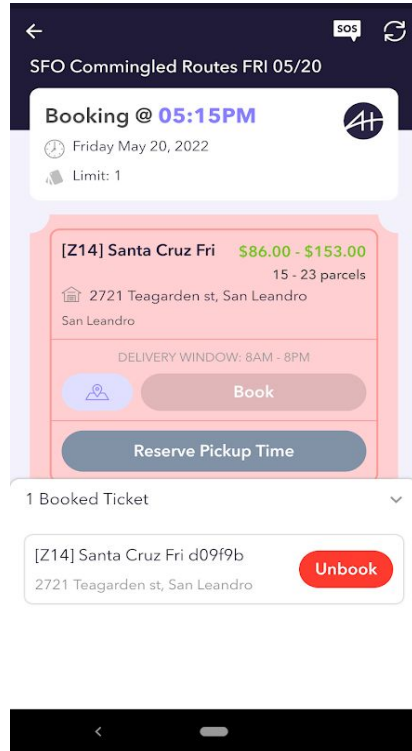 SOS
SFO Commingled Routes FRI 05/20
Booking @ 05:15PM
Friday May 20, 2022
Limit: 1
[Z14] Santa Cruz Fri $86.00 - $153.00
15 - 23 parcels
2721 Teagarden st, San Leandro
San Leandro
DELIVERY WINDOW: 8AM - 8PM
Book
Reserve Pickup Time
1 Booked Ticket
[Z14] Santa Cruz Fri d09f9b
2721 Teagarden st, San Leandro
Unbook